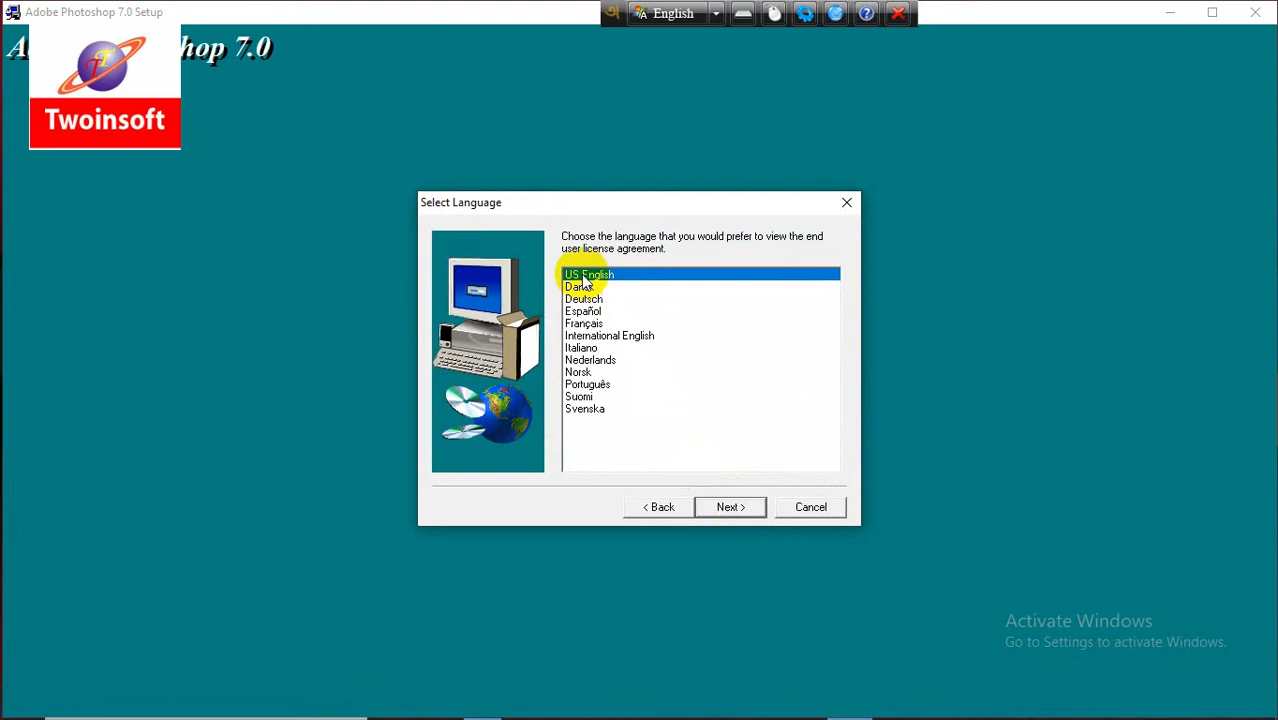 Adobe Photoshop 7.0 Setup
অ English
hop 7.0
Twoinsoft
Select Language
Choose the language that you would prefer to view the end
user license agreement.
US English
Dansk
Deutsch
Español
Français
International English
Italiano
Nederlands
Norsk
Português
Suomi
Svenska
< Back
Next >
Cancel
Activate Windows
Go to Settings to activate Windows.